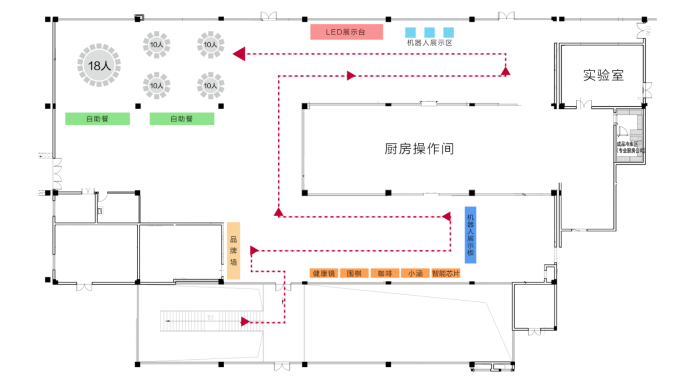 LED展示台
机器人展示区
10人
10人
18人
10人
10人
实验室
自助餐
自助餐
厨房操作间
成品冷库区
（专业服务公司）
机器人展示板
品牌墙
健康镜
围棋
咖啡
小涵
智能芯片